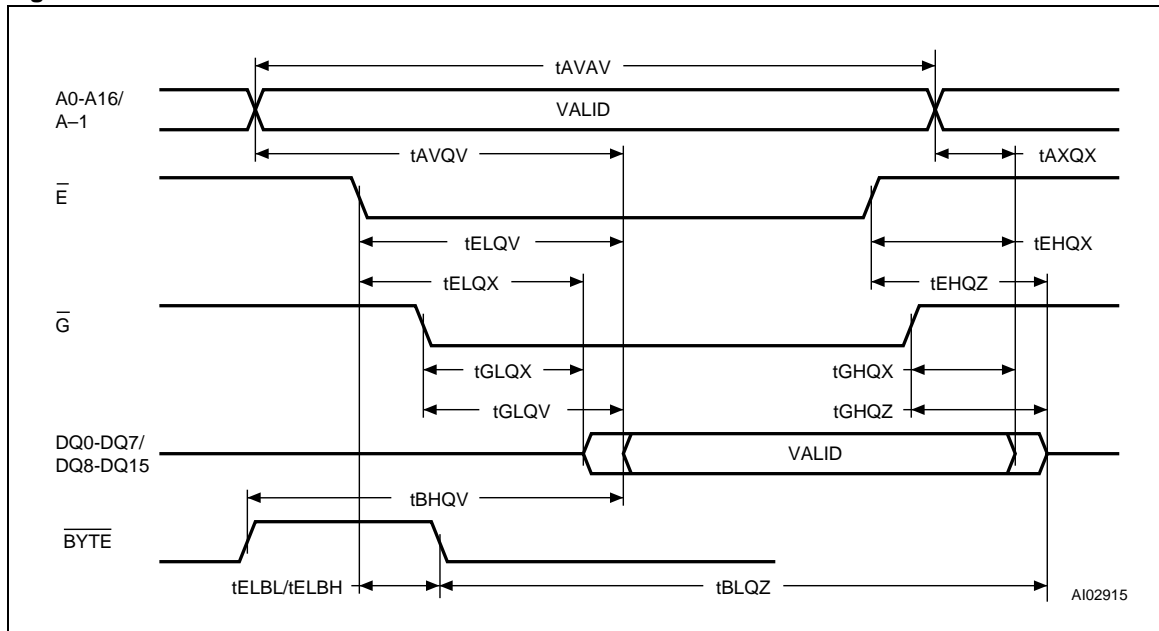 tAVAV
A0-A16/
A–1
VALID
tAVQV
tAXQX
E
tELQV
tEHQX
tELQX
tEHQZ
G
tGLQX
tGHQX
tGLQV
tGHQZ
DQ0-DQ7/
DQ8-DQ15
VALID
tBHQV
BYTE
tELBL/tELBH
tBLQZ
AI02915